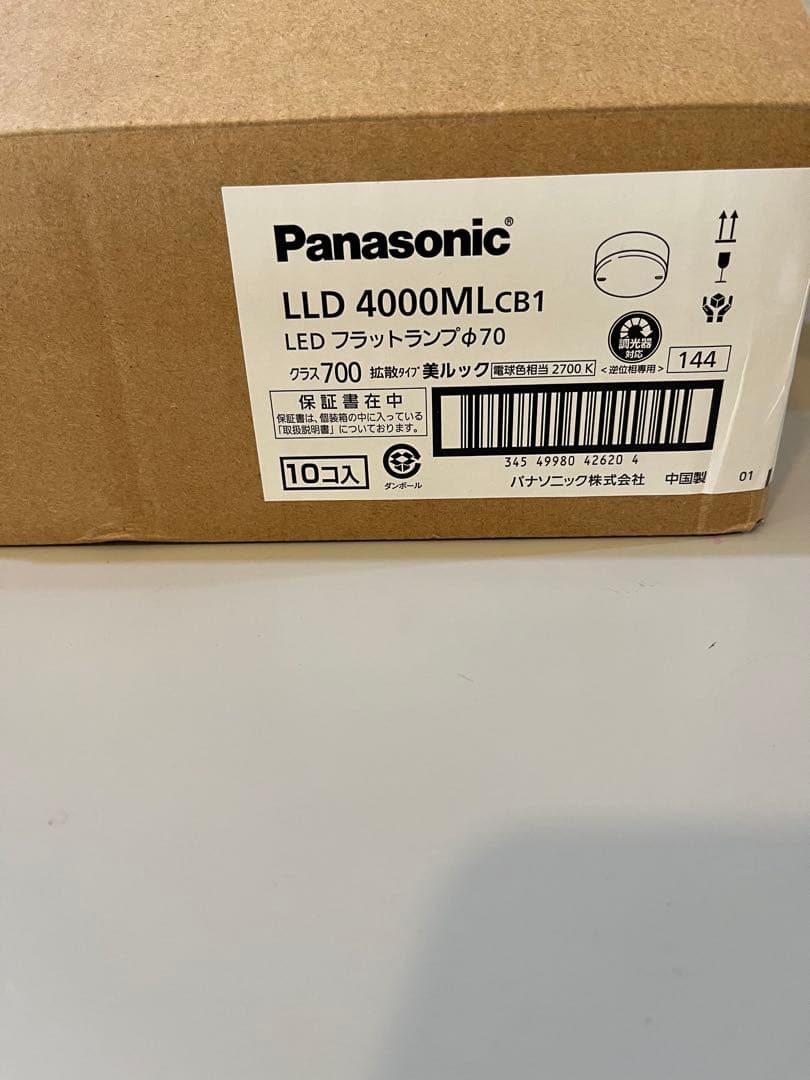 Panasonic®
LLD 4000MLCB1
LED フラットランプφ70
クラス700 拡散タイプ 美ルック 電球色相当 2700 K
調光器
対応
<逆位相専用>
144
保証書在中
保証書は、個装箱の中に入っている
「取扱説明書」についております。
345 49980 42620 4
10コ入
ダンボール
パナソニック株式会社 中国製 01